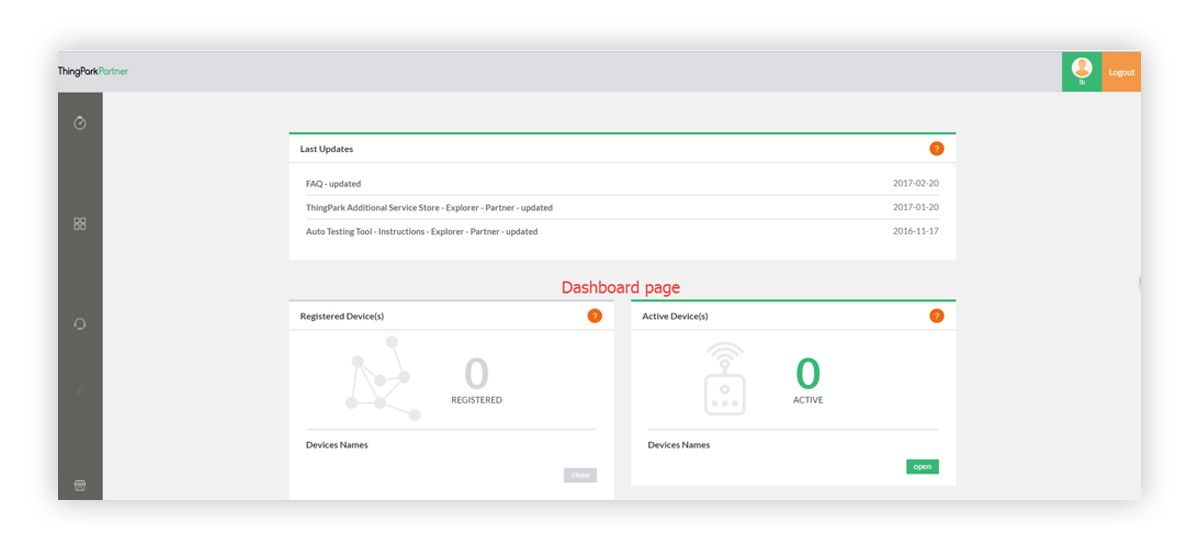 ThingParkPartner
lb
Logout
Last Updates
?
FAQ - updated 2017-02-20
ThingPark Additional Service Store - Explorer - Partner - updated 2017-01-20
Auto Testing Tool - Instructions - Explorer - Partner - updated 2016-11-17
Dashboard page
Registered Device(s)
?
0
REGISTERED
Devices Names
close
Active Device(s)
?
0
ACTIVE
Devices Names
open